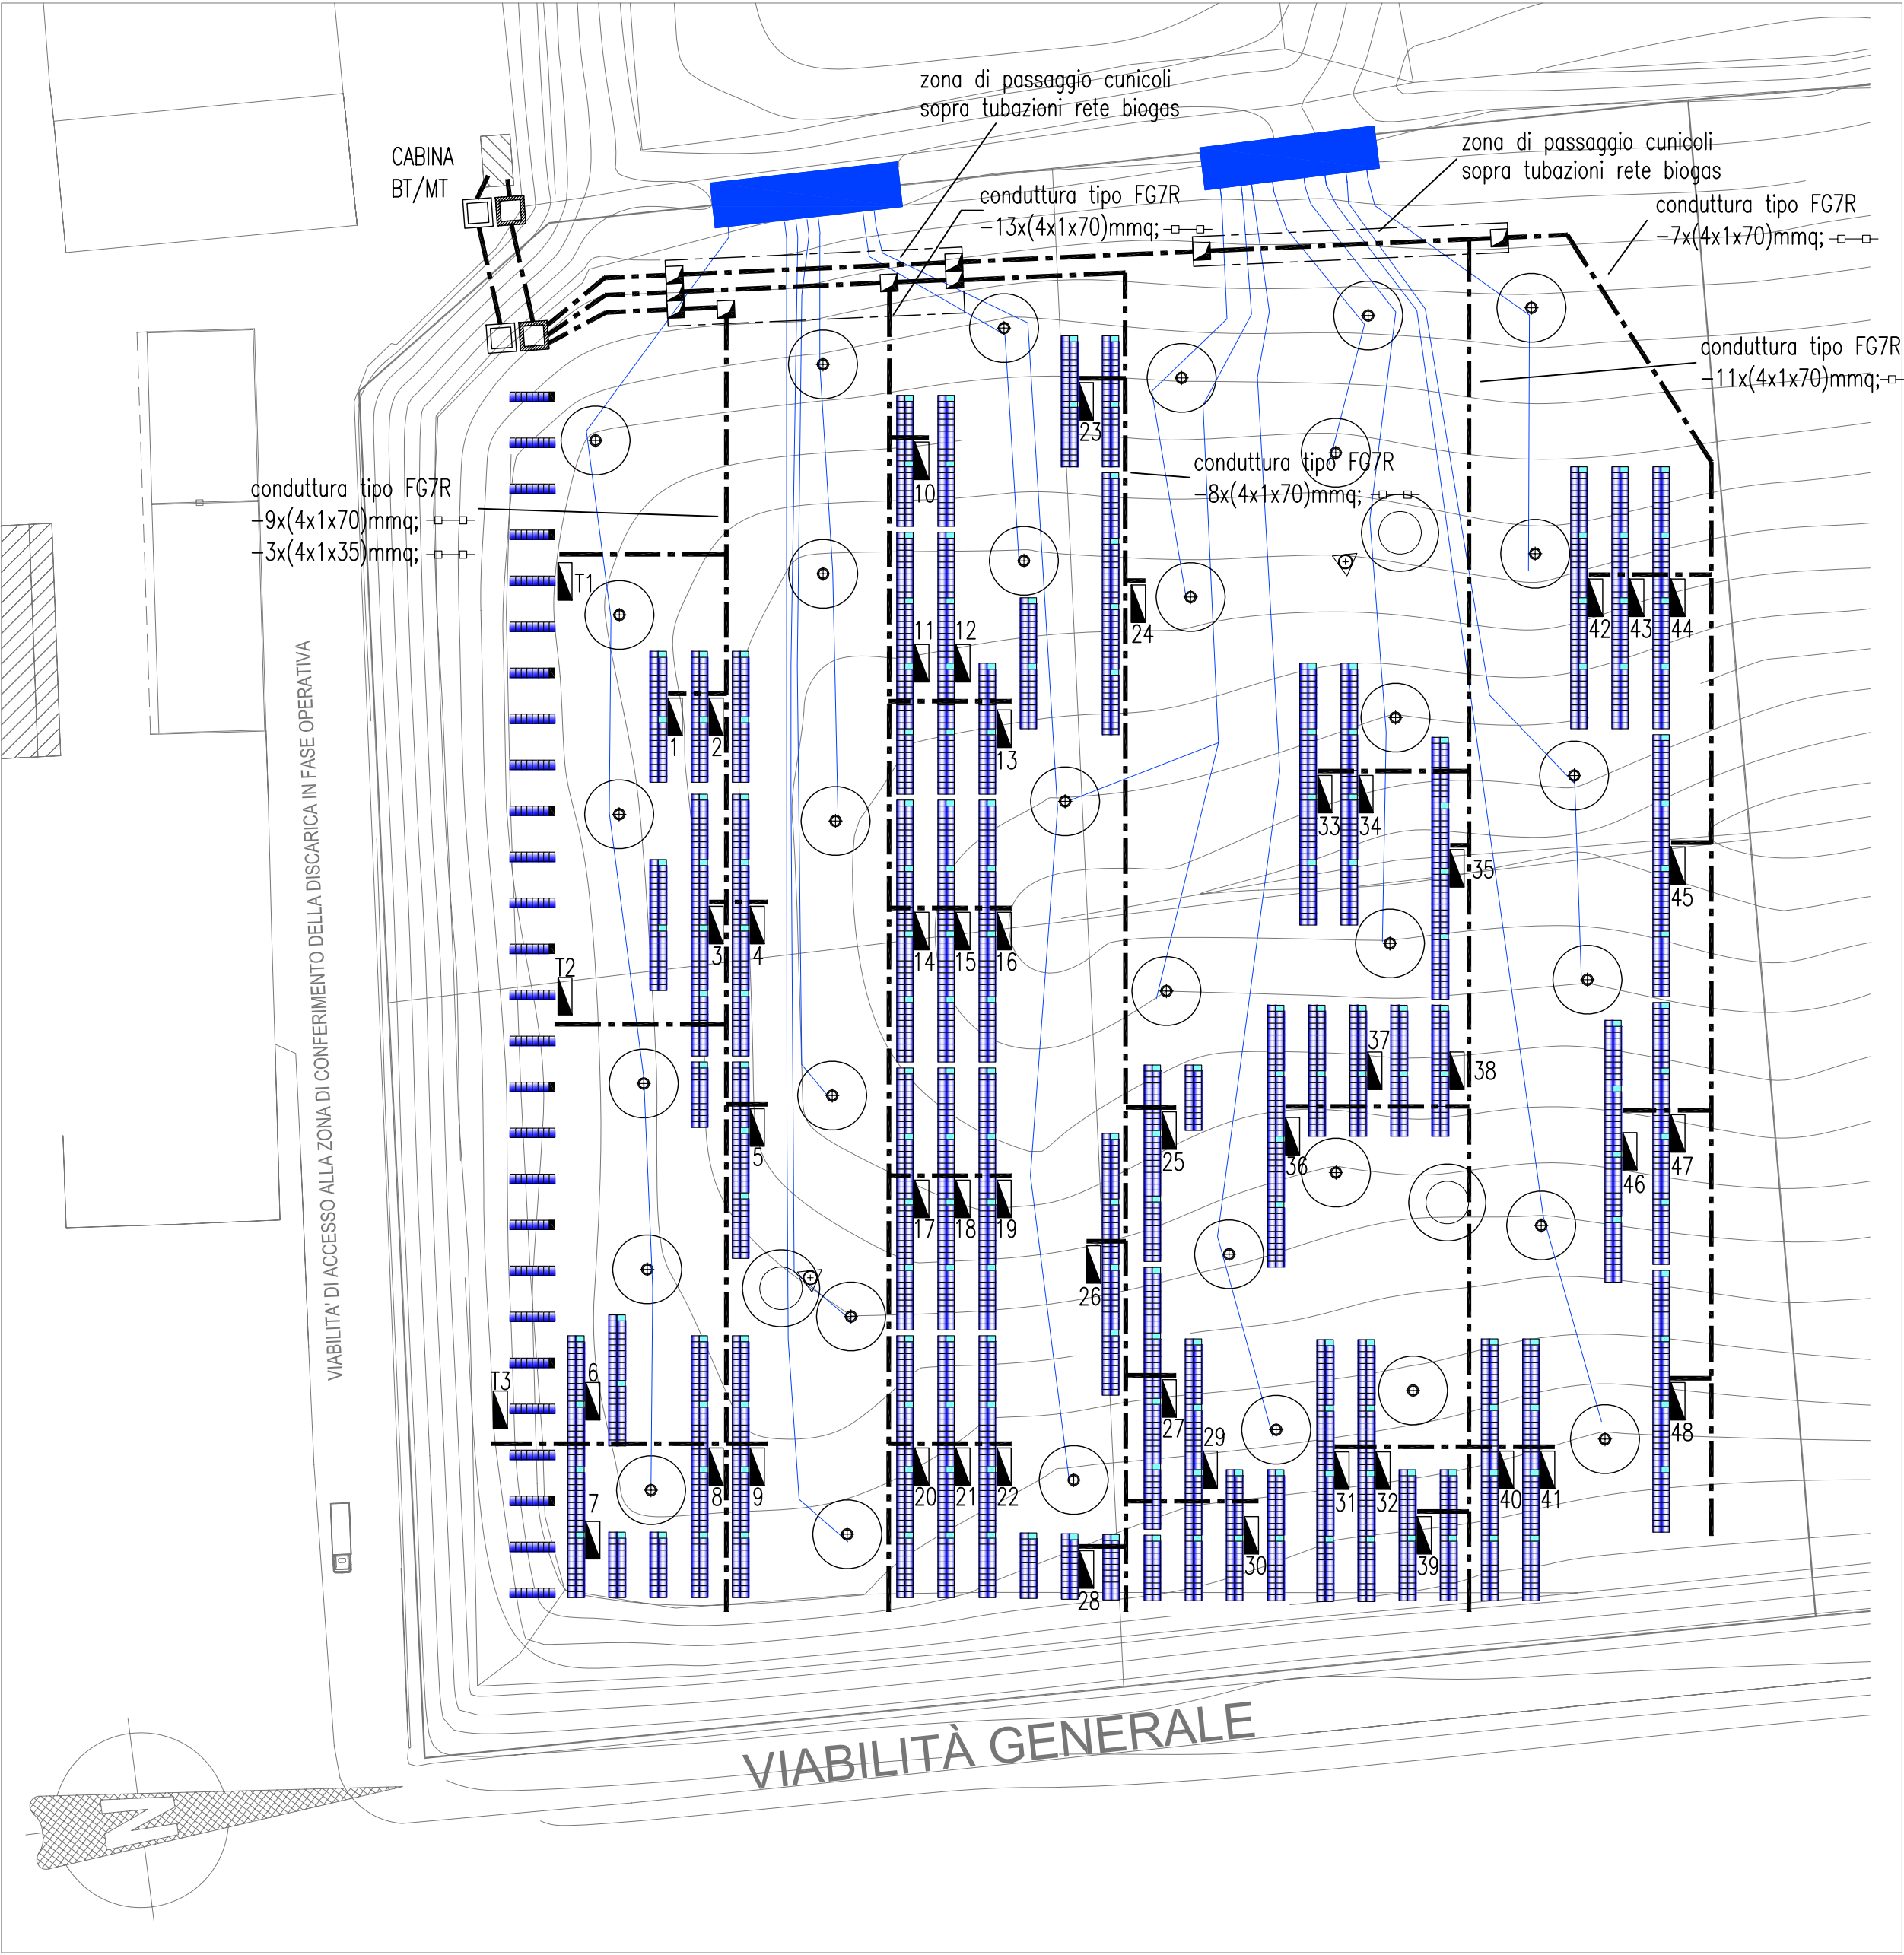 zona di passaggio cunicoli
sopra tubazioni rete biogas
zona di passaggio cunicoli
sopra tubazioni rete biogas
CABINA
BT/MT
conduttura tipo FG7R
-13x(4x1x70)mmq;
conduttura tipo FG7R
-7x(4x1x70)mmq;
conduttura tipo FG7R
-11x(4x1x70)mmq;
23
conduttura tipo FG7R
-8x(4x1x70)mmq;
conduttura tipo FG7R
-9x(4x1x70)mmq;
-3x(4x1x35)mmq;
10
T1
11
12
24
42
43
44
1
2
13
33
34
35
45
3
4
14
15
16
T2
37
38
5
25
36
46
47
17
18
19
26
T3
6
27
29
48
7
8
9
20
21
22
31
32
40
41
30
39
28
VIABILITA' DI ACCESSO ALLA ZONA DI CONFERIMENTO DELLA DISCARICA IN FASE OPERATIVA
VIABILITÀ GENERALE
N